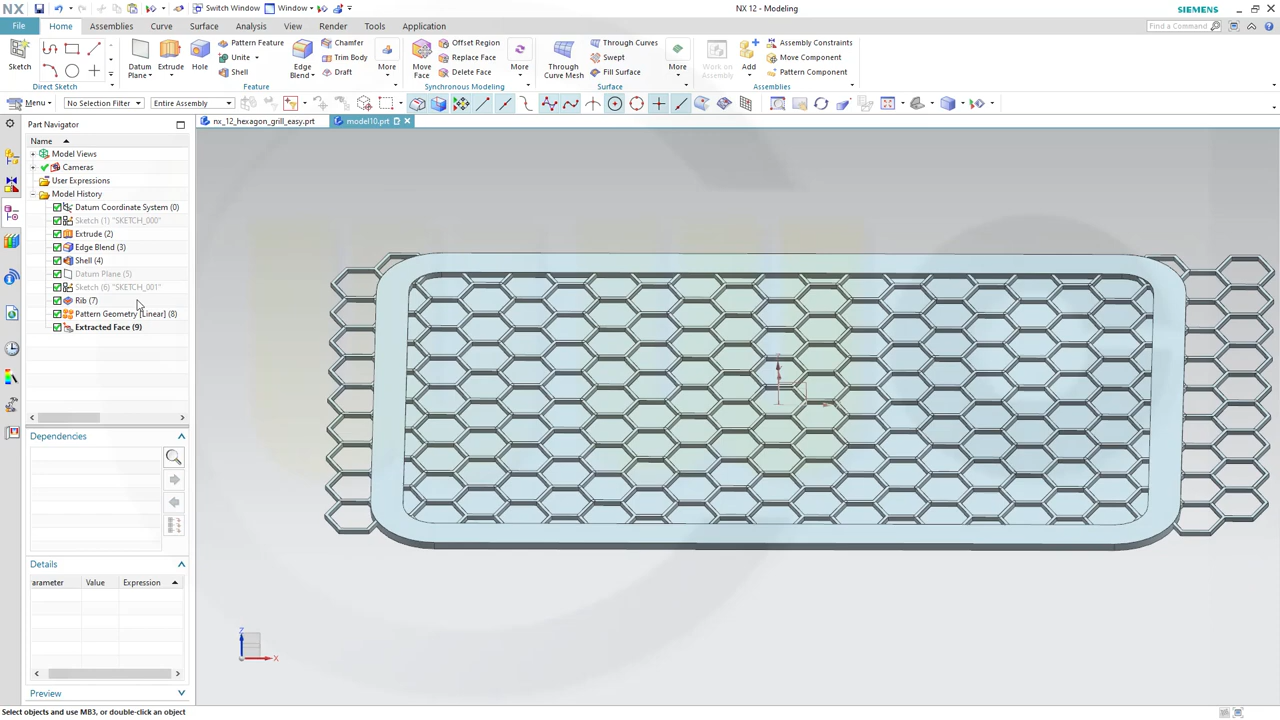 NX
Switch Window
Window
NX 12 - Modeling
SIEMENS
File
Home
Assemblies
Curve
Surface
Analysis
View
Render
Tools
Application
Find a Command
Sketch
Direct Sketch
Datum Plane
Extrude
Hole
Pattern Feature
Unite
Shell
Edge Blend
Chamfer
Trim Body
Draft
More
Feature
Move Face
Offset Region
Replace Face
Delete Face
More
Synchronous Modeling
Through Curve Mesh
Through Curves
Swept
Fill Surface
More
Surface
Work on Assembly
Add
Assembly Constraints
Move Component
Pattern Component
Assemblies
Menu
No Selection Filter
Entire Assembly
Part Navigator
nx_12_hexagon_grill_easy.prt
model10.prt
Name
Model Views
Cameras
User Expressions
Model History
Datum Coordinate System (0)
Sketch (1) "SKETCH_000"
Extrude (2)
Edge Blend (3)
Shell (4)
Datum Plane (5)
Sketch (6) "SKETCH_001"
Rib (7)
Pattern Geometry Linear] (8)
Extracted Face (9)
Dependencies
Details
arameter Value Expression
Preview
Z
X
Select objects and use MB3, or double-click an object